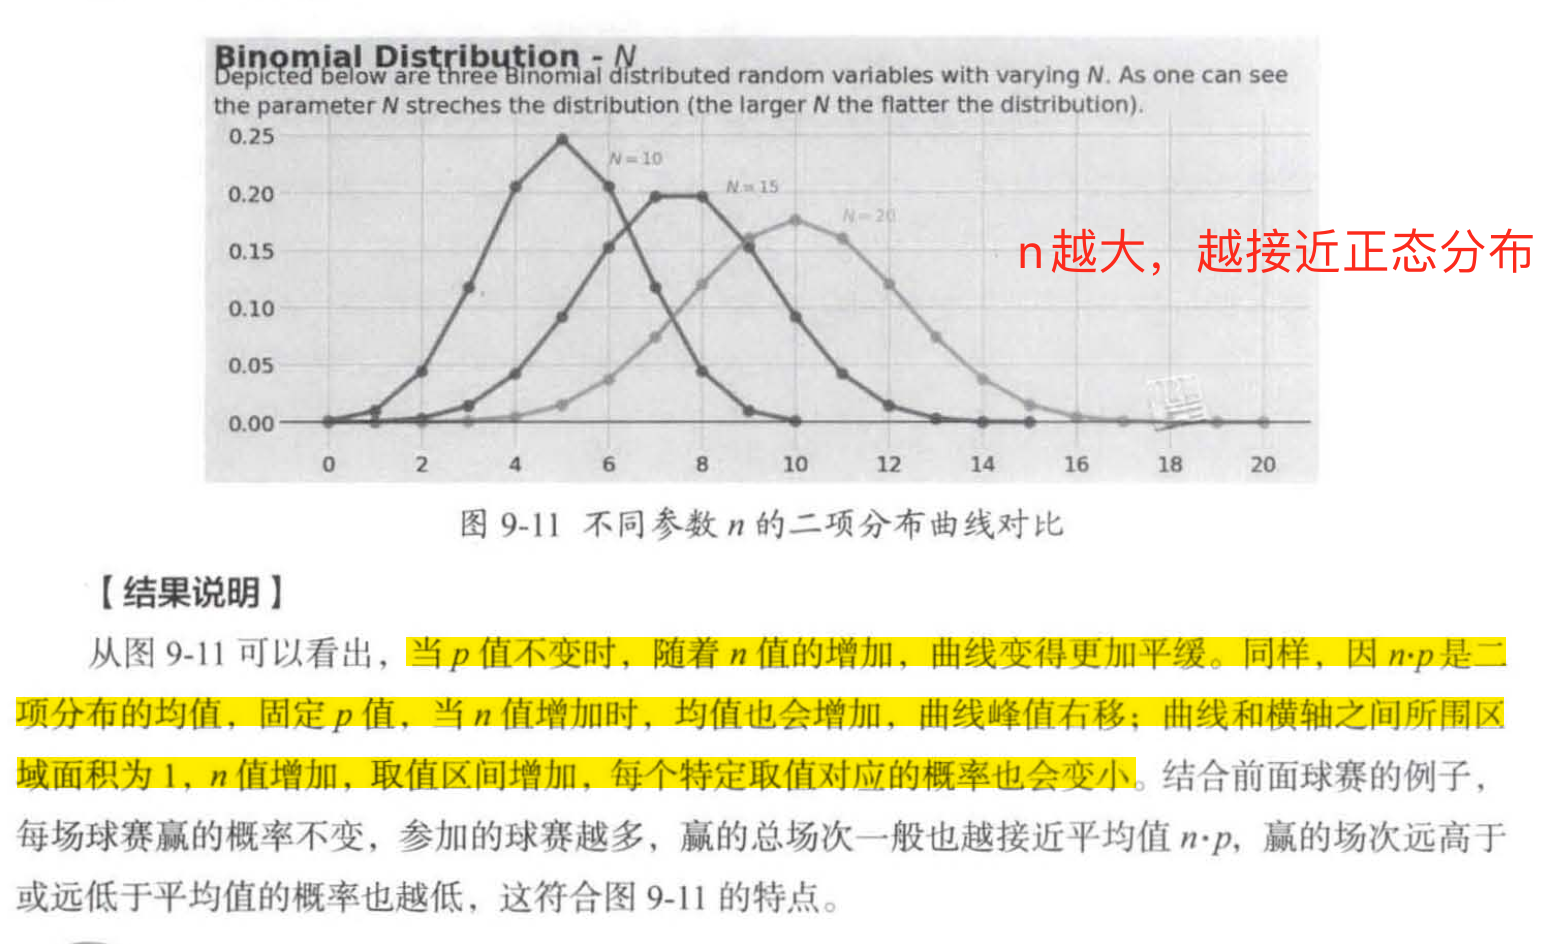 Binomial Distribution - N
Depicted below are three Binomial distributed random variables with varying N. As one can see
the parameter N streches the distribution (the larger N the flatter the distribution).
0.25
N = 10
0.20
N = 15
N = 20
n越大，越接近正态分布
0.15
0.10
0.05
0.00
0 2 4 6 8 10 12 14 16 18 20
图 9-11 不同参数 n 的二项分布曲线对比
【结果说明】
从图 9-11 可以看出，当 p 值不变时，随着 n 值的增加，曲线变得更加平缓。同样，因 n·p 是二
项分布的均值，固定 p 值，当 n 值增加时，均值也会增加，曲线峰值右移；曲线和横轴之间所围区
域面积为 1，n 值增加，取值区间增加，每个特定取值对应的概率也会变小。结合前面球赛的例子，
每场球赛赢的概率不变，参加的球赛越多，赢的总场次一般也越接近平均值 n·p，赢的场次远高于
或远低于平均值的概率也越低，这符合图 9-11 的特点。